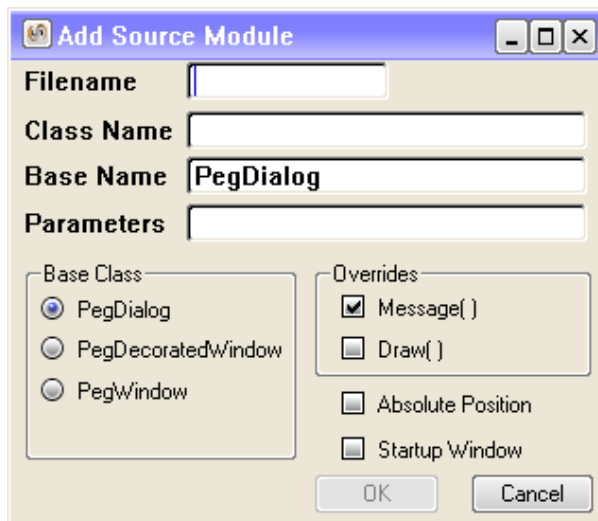 Add Source Module
Filename
Class Name
Base Name PegDialog
Parameters
Base Class
PegDialog
PegDecoratedWindow
PegWindow
Overrides
Message( )
Draw( )
Absolute Position
Startup Window
OK Cancel